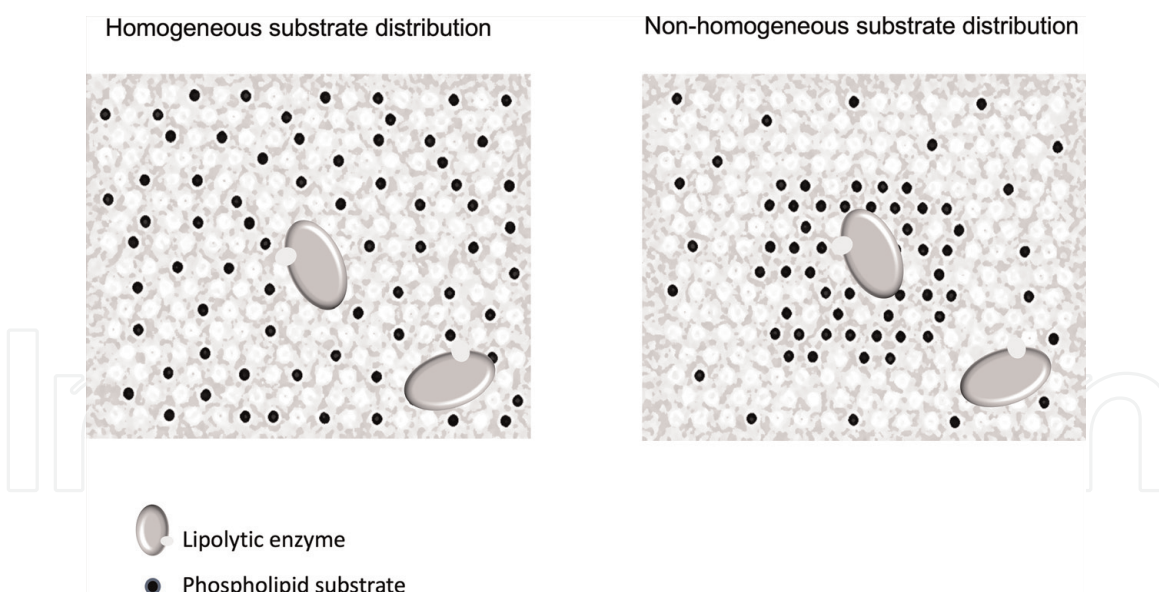 Homogeneous substrate distribution
Non-homogeneous substrate distribution
Lipolytic enzyme
Phospholipid substrate